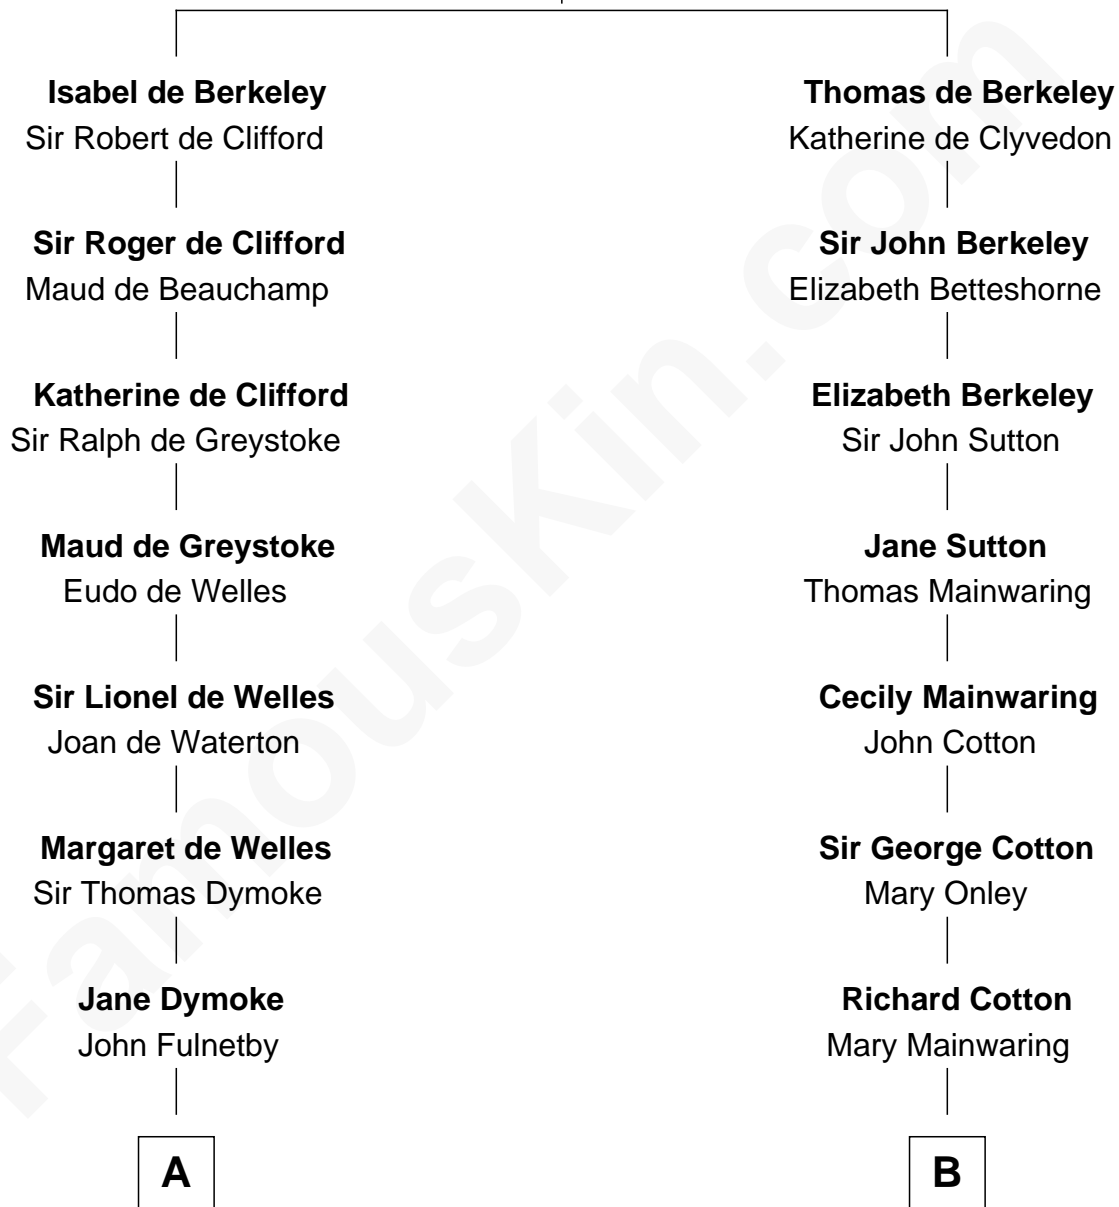 Isabel de Berkeley
Sir Robert de Clifford
Sir Roger de Clifford
Maud de Beauchamp
Katherine de Clifford
Sir Ralph de Greystoke
Maud de Greystoke
Eudo de Welles
Sir Lionel de Welles
Joan de Waterton
Margaret de Welles
Sir Thomas Dymoke
Jane Dymoke
John Fulnetby
A
Thomas de Berkeley
Katherine de Clyvedon
Sir John Berkeley
Elizabeth Betteshorne
Elizabeth Berkeley
Sir John Sutton
Jane Sutton
Thomas Mainwaring
Cecily Mainwaring
John Cotton
Sir George Cotton
Mary Onley
Richard Cotton
Mary Mainwaring
B
FamousKin.com